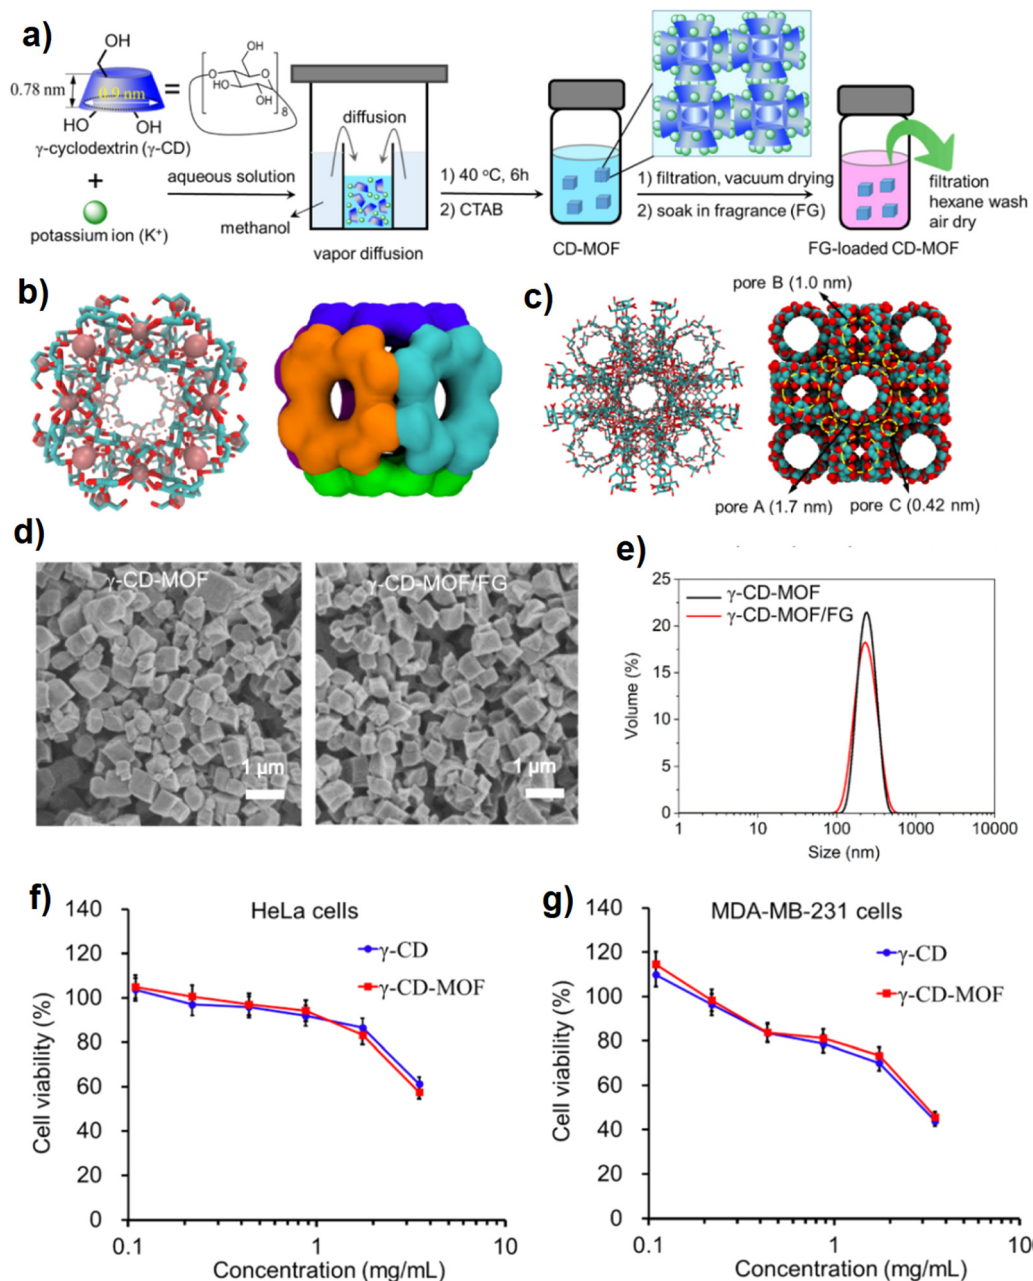 a)
OH
0.78 nm
0.9 nm
HO
OH
γ-cyclodextrin (γ-CD)
+
potassium ion (K⁺)
=
HO
O
OH
O
HO
OH
8
aqueous solution
methanol
diffusion
vapor diffusion
1) 40 °C, 6h
2) CTAB
CD-MOF
1) filtration, vacuum drying
2) soak in fragrance (FG)
FG-loaded CD-MOF
filtration
hexane wash
air dry
b)
c)
pore B (1.0 nm)
pore A (1.7 nm)
pore C (0.42 nm)
d)
γ-CD-MOF
1 μm
γ-CD-MOF/FG
1 μm
e)
γ-CD-MOF
γ-CD-MOF/FG
Volume (%)
25
20
15
10
5
0
1
10
100
1000
10000
Size (nm)
f)
HeLa cells
γ-CD
γ-CD-MOF
Cell viability (%)
140
120
100
80
60
40
20
0
0.1
1
10
Concentration (mg/mL)
g)
MDA-MB-231 cells
γ-CD
γ-CD-MOF
Cell viability (%)
140
120
100
80
60
40
20
0
0.1
1
Concentration (mg/mL)